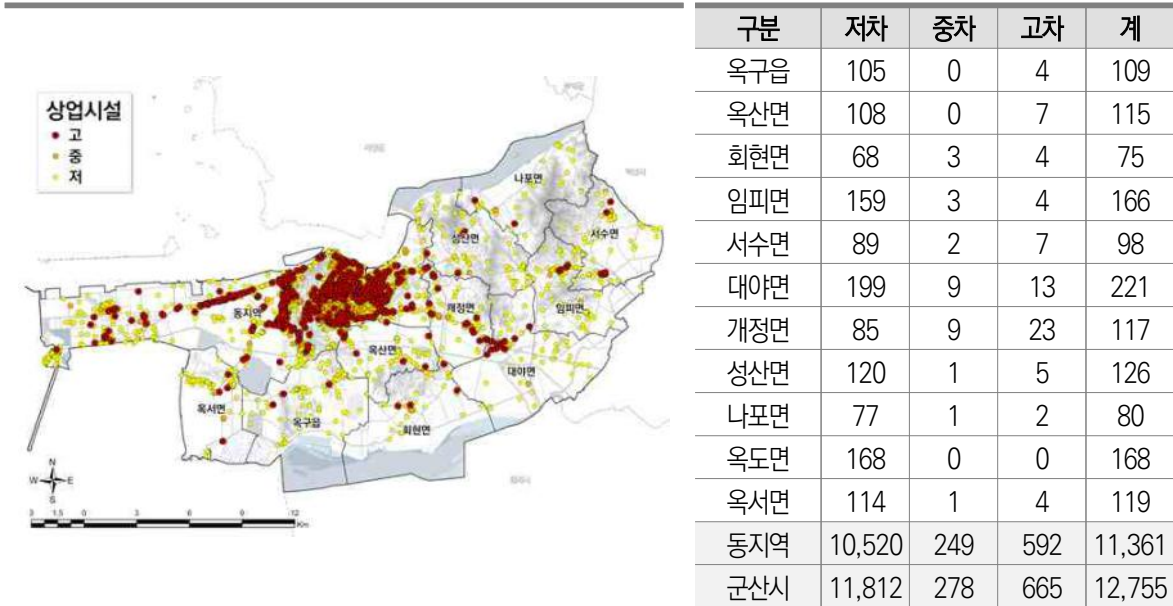 상업시설
고
중
저
나포면
성산면
서수면
동지역
개정면
임피면
옥산면
대야면
옥서면
옥구읍
회현면
N
W E
S
3 1.5 0 3 6 9 12
Km
구분 저차 중차 고차 계
옥구읍 105 0 4 109
옥산면 108 0 7 115
회현면 68 3 4 75
임피면 159 3 4 166
서수면 89 2 7 98
대야면 199 9 13 221
개정면 85 9 23 117
성산면 120 1 5 126
나포면 77 1 2 80
옥도면 168 0 0 168
옥서면 114 1 4 119
동지역 10,520 249 592 11,361
군산시 11,812 278 665 12,755